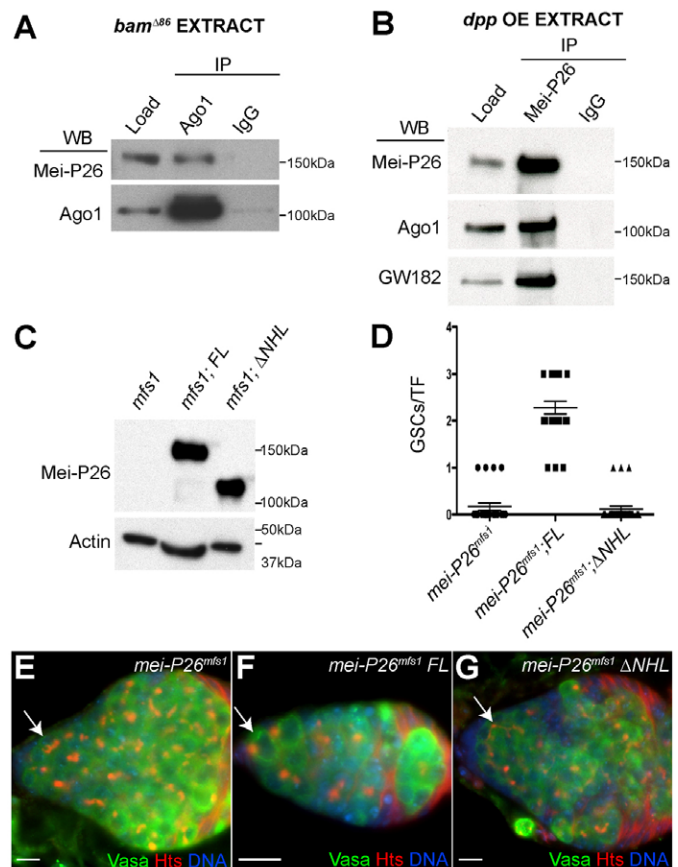 A
bam^Δ86 EXTRACT
IP
Load
Ago1
IgG
WB
Mei-P26
-150kDa
Ago1
-100kDa
B
dpp OE EXTRACT
IP
Load
Mei-P26
IgG
WB
Mei-P26
-150kDa
Ago1
-100kDa
GW182
-150kDa
C
mfs1
mfs1; FL
mfs1; ΔNHL
Mei-P26
-150kDa
-100kDa
Actin
-50kDa
37kDa
D
GSCs/TF
4
3
2
1
0
mei-P26^mfs1
mei-P26^mfs1;FL
mei-P26^mfs1;ΔNHL
E
mei-P26^mfs1
Vasa Hts DNA
F
mei-P26^mfs1 FL
Vasa Hts DNA
G
mei-P26^mfs1 ΔNHL
Vasa Hts DNA